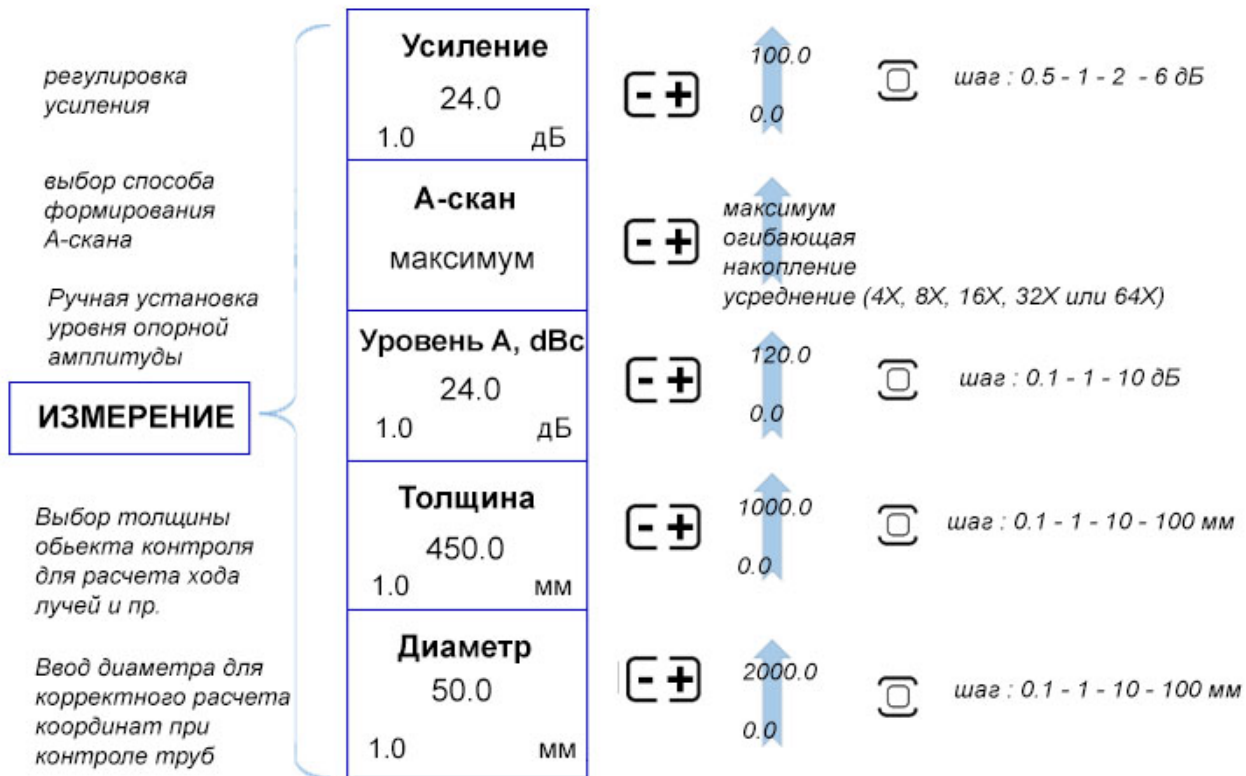 регулировка
усиления
Усиление
24.0
1.0 дБ
- +
100.0
0.0
шаг : 0.5 - 1 - 2 - 6 дБ
выбор способа
формирования
А-скана
А-скан
максимум
- +
максимум
огибающая
накопление
усреднение (4X, 8X, 16X, 32X или 64X)
Ручная установка
уровня опорной
амплитуды
Уровень А, dBc
24.0
1.0 дБ
- +
120.0
0.0
шаг : 0.1 - 1 - 10 дБ
ИЗМЕРЕНИЕ
Выбор толщины
обьекта контроля
для расчета хода
лучей и пр.
Толщина
450.0
1.0 мм
- +
1000.0
0.0
шаг : 0.1 - 1 - 10 - 100 мм
Ввод диаметра для
корректного расчета
координат при
контроле труб
Диаметр
50.0
1.0 мм
- +
2000.0
0.0
шаг : 0.1 - 1 - 10 - 100 мм